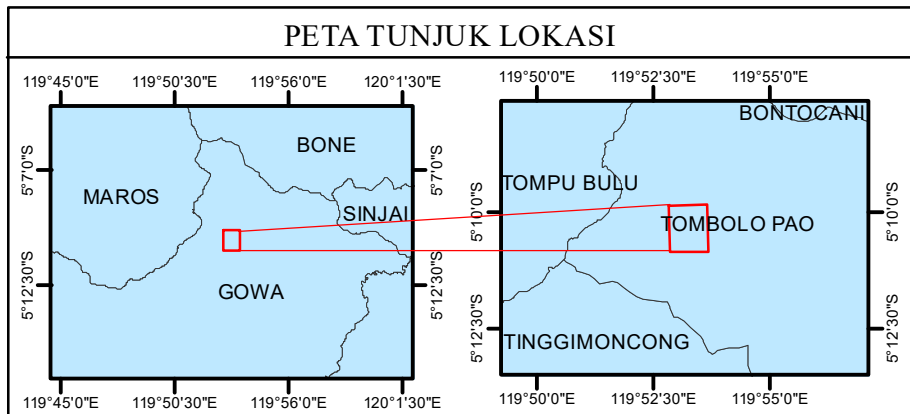 PETA TUNJUK LOKASI
119°45'0"E 119°50'30"E 119°56'0"E 120°1'30"E
119°50'0"E 119°52'30"E 119°55'0"E
BONTOCANI
BONE
5°7'0"S
5°7'0"S
MAROS
TOMPU BULU
SINJAI
5°10'0"S
TOMBOLO PAO
5°10'0"S
GOWA
5°12'30"S
5°12'30"S
5°12'30"S
TINGGIMONCONG
5°12'30"S
119°45'0"E 119°50'30"E 119°56'0"E 120°1'30"E
119°50'0"E 119°52'30"E 119°55'0"E